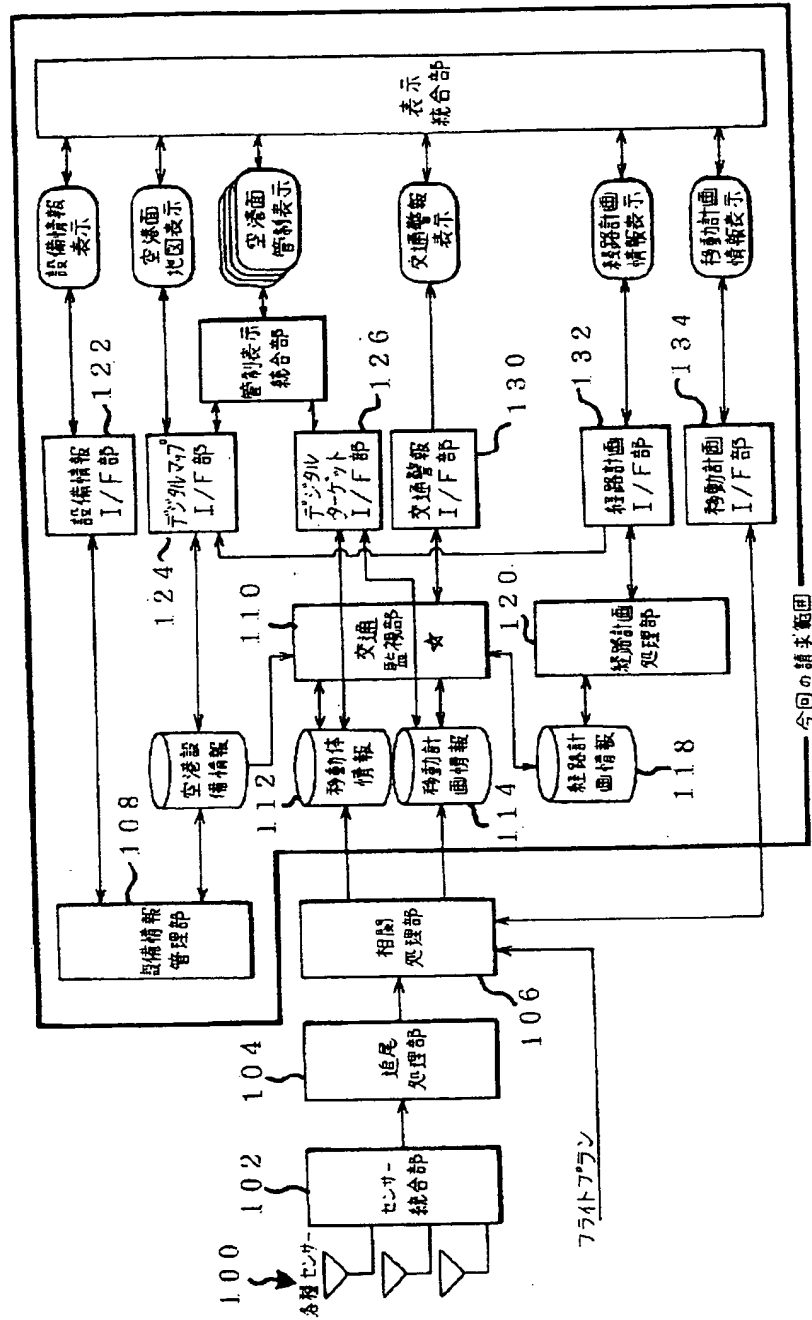 100
各種センサー
102
センサー
統合部
104
追尾
処理部
106
相関
処理部
フライトプラン
108
設備情報
管理部
空港設
備情報
112
移動体
情報
移動計
画情報
114
経路計
画情報
118
110
交通
監視部
☆
120
経路計画
処理部
122
設備情報
I/F部
124
デジタルマップ
I/F部
管制表示
統合部
デジタル
ターゲット
I/F部
126
交通警報
I/F部
130
経路計画
I/F部
132
移動計画
I/F部
134
設備情報
表示
空港面
地図表示
空港面
管制表示
交通警報
表示
経路計画
情報表示
移動計画
情報表示
表示
統合部
今回の請求範囲